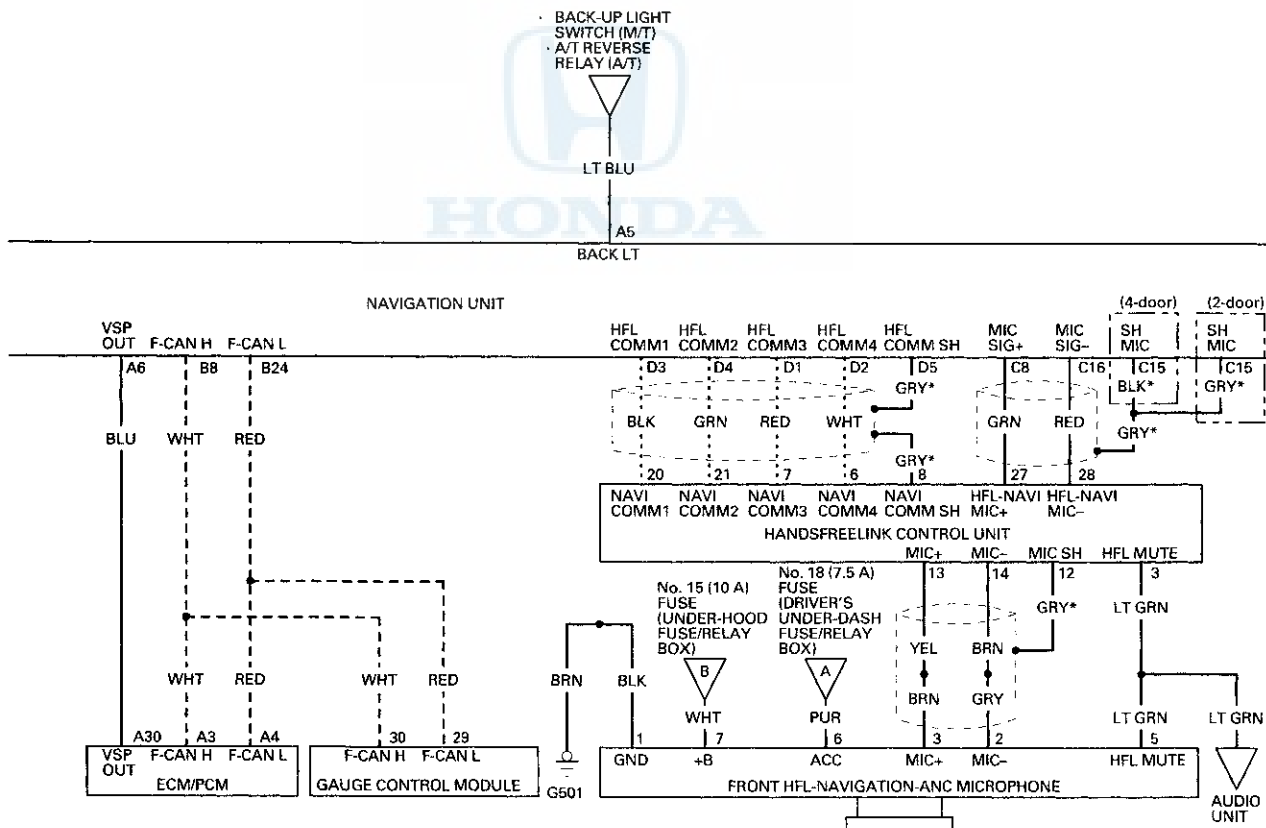 · BACK-UP LIGHT
SWITCH (M/T)
· A/T REVERSE
RELAY (A/T)
LT BLU
HONDA
A5
BACK LT
NAVIGATION UNIT
(4-door) (2-door)
VSP
OUT F-CAN H F-CAN L
HFL
COMM1
HFL
COMM2
HFL
COMM3
HFL
COMM4
HFL
COMM SH
MIC
SIG+
MIC
SIG–
SH
MIC
SH
MIC
A6 B8 B24 D3 D4 D1 D2 D5 C8 C16 C15 C15
GRY* BLK* GRY*
BLU WHT RED BLK GRN RED WHT GRN RED GRY*
GRY*
20 21 7 6 8 27 28
NAVI
COMM1
NAVI
COMM2
NAVI
COMM3
NAVI
COMM4
NAVI
COMM SH
HFL-NAVI
MIC+
HFL-NAVI
MIC–
HANDSFREELINK CONTROL UNIT
MIC+ MIC– MIC SH HFL MUTE
13 14 12 3
No. 15 (10 A)
FUSE
(UNDER-HOOD
FUSE/RELAY
BOX)
No. 18 (7.5 A)
FUSE
(DRIVER'S
UNDER-DASH
FUSE/RELAY
BOX)
GRY* LT GRN
YEL BRN
B A
WHT RED WHT RED BRN BLK BRN GRY
WHT PUR LT GRN LT GRN
A30 A3 A4 30 29 1 7 6 3 2 5
VSP
OUT F-CAN H F-CAN L
ECM/PCM
F-CAN H F-CAN L
GAUGE CONTROL MODULE
G501
GND +B ACC MIC+ MIC– HFL MUTE
FRONT HFL-NAVIGATION-ANC MICROPHONE
AUDIO
UNIT